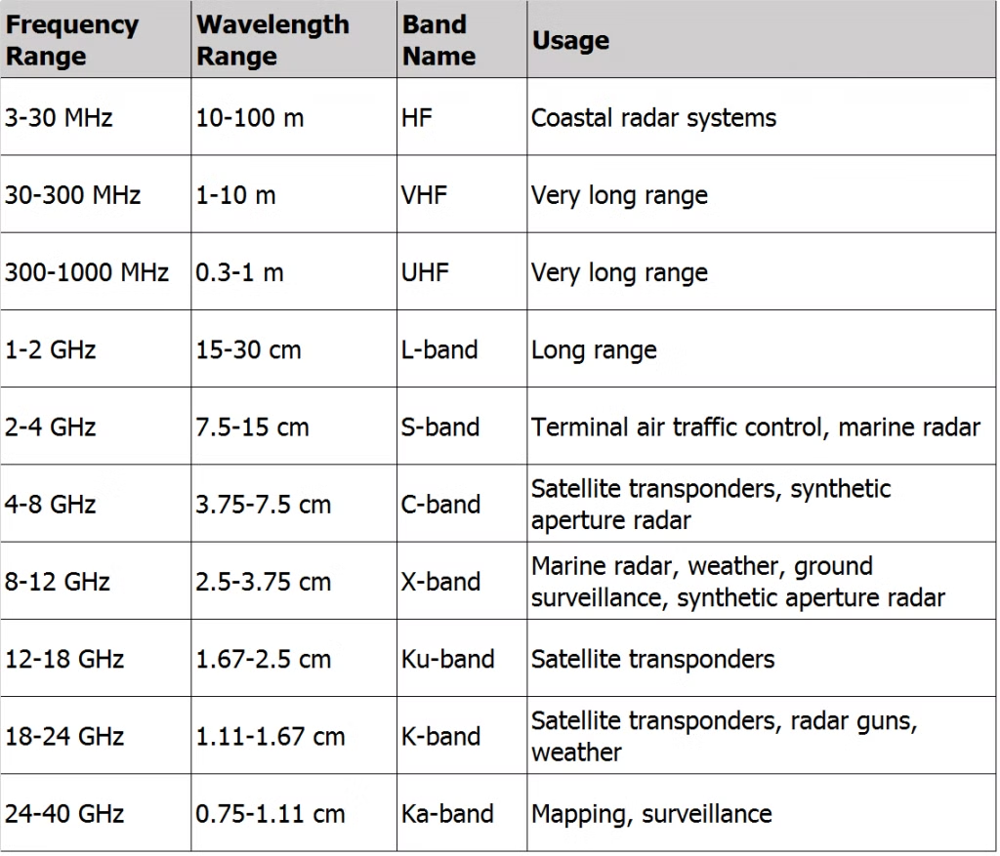 Frequency Range Wavelength Range Band Name Usage
3-30 MHz 10-100 m HF Coastal radar systems
30-300 MHz 1-10 m VHF Very long range
300-1000 MHz 0.3-1 m UHF Very long range
1-2 GHz 15-30 cm L-band Long range
2-4 GHz 7.5-15 cm S-band Terminal air traffic control, marine radar
4-8 GHz 3.75-7.5 cm C-band Satellite transponders, synthetic
aperture radar
8-12 GHz 2.5-3.75 cm X-band Marine radar, weather, ground
surveillance, synthetic aperture radar
12-18 GHz 1.67-2.5 cm Ku-band Satellite transponders
18-24 GHz 1.11-1.67 cm K-band Satellite transponders, radar guns,
weather
24-40 GHz 0.75-1.11 cm Ka-band Mapping, surveillance